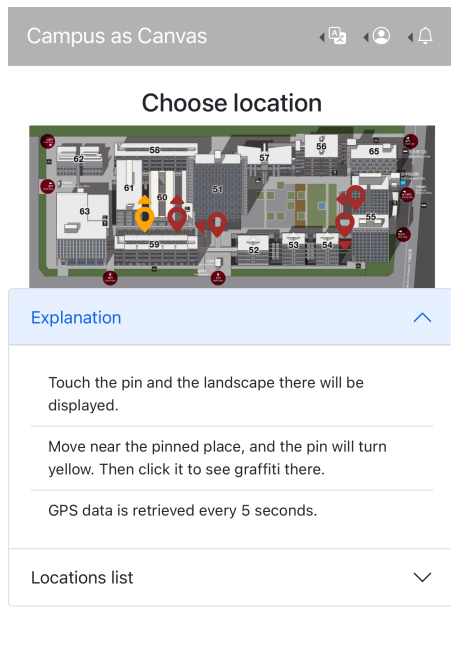 Campus as Canvas
Choose location
58
56
57
65
62
61
60
51
63
55
59
52
53
54
Explanation
Touch the pin and the landscape there will be
displayed.
Move near the pinned place, and the pin will turn
yellow. Then click it to see graffiti there.
GPS data is retrieved every 5 seconds.
Locations list